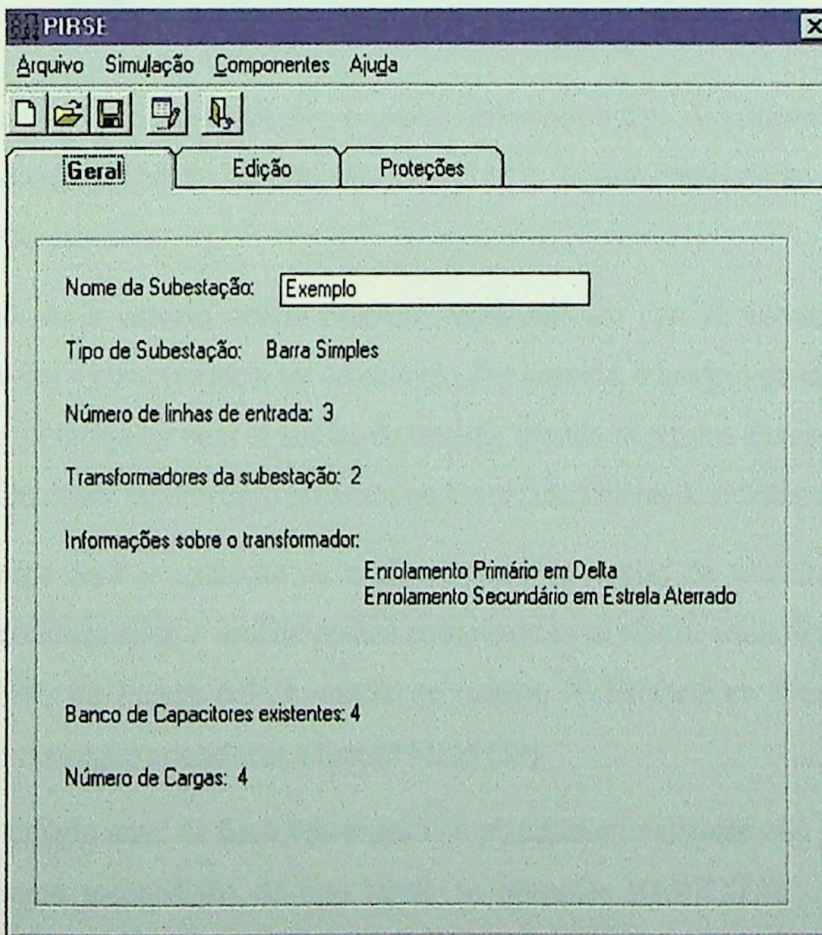 PIRSE
Arquivo Simulação Componentes Ajuda
Geral Edição Proteções
Nome da Subestação: Exemplo
Tipo de Subestação: Barra Simples
Número de linhas de entrada: 3
Transformadores da subestação: 2
Informações sobre o transformador:
Enrolamento Primário em Delta
Enrolamento Secundário em Estrela Aterrado
Banco de Capacitores existentes: 4
Número de Cargas: 4